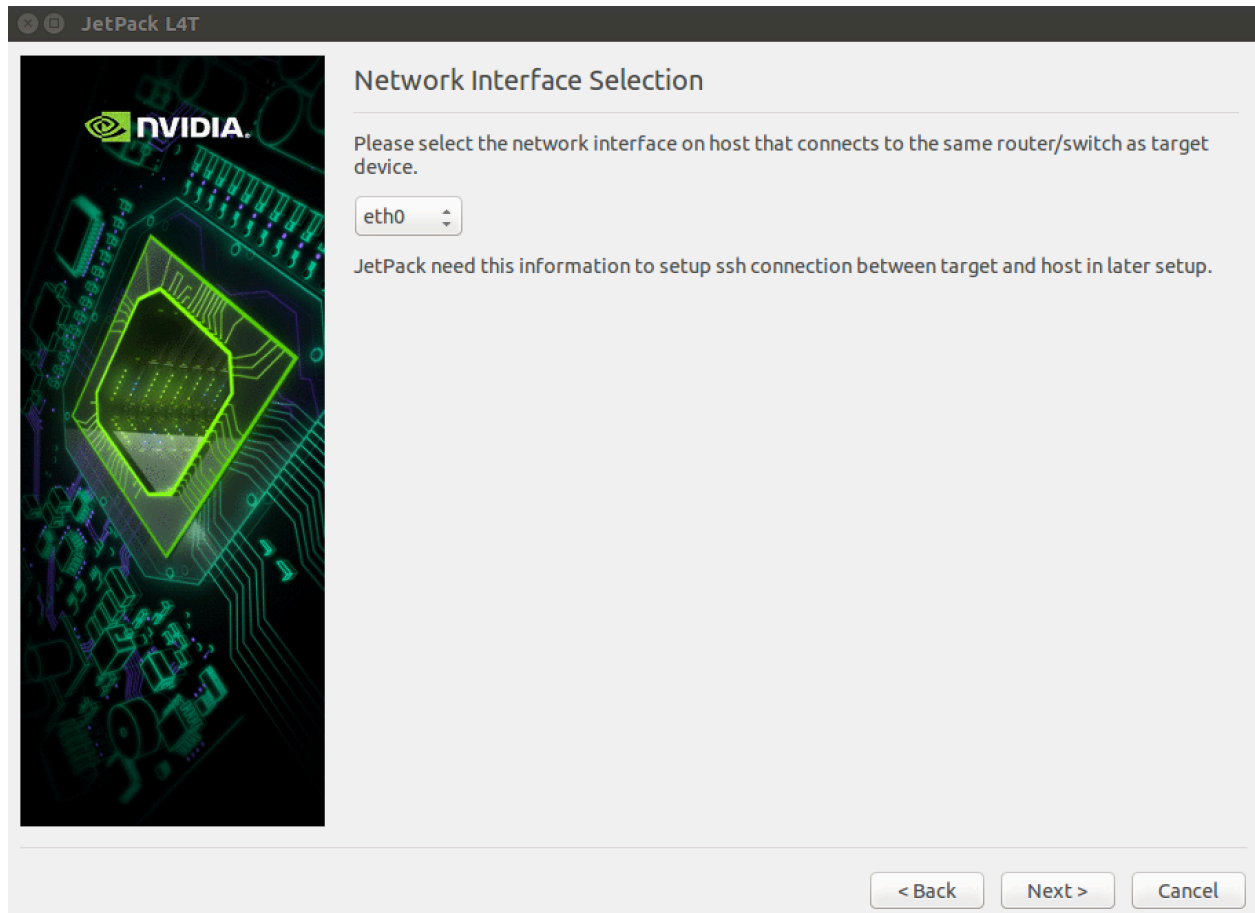 JetPack L4T
NVIDIA.
Network Interface Selection
Please select the network interface on host that connects to the same router/switch as target
device.
eth0
JetPack need this information to setup ssh connection between target and host in later setup.
< Back
Next >
Cancel